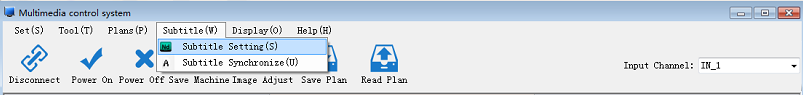 Multimedia control system
Set(S) Tool(T) Plans(P) Subtitle(W) Display(O) Help(H)
Subtitle Setting(S)
A Subtitle Synchronize(U)
Disconnect Power On Power Off Save Machine Image Adjust Save Plan Read Plan
Input Channel: IN_1